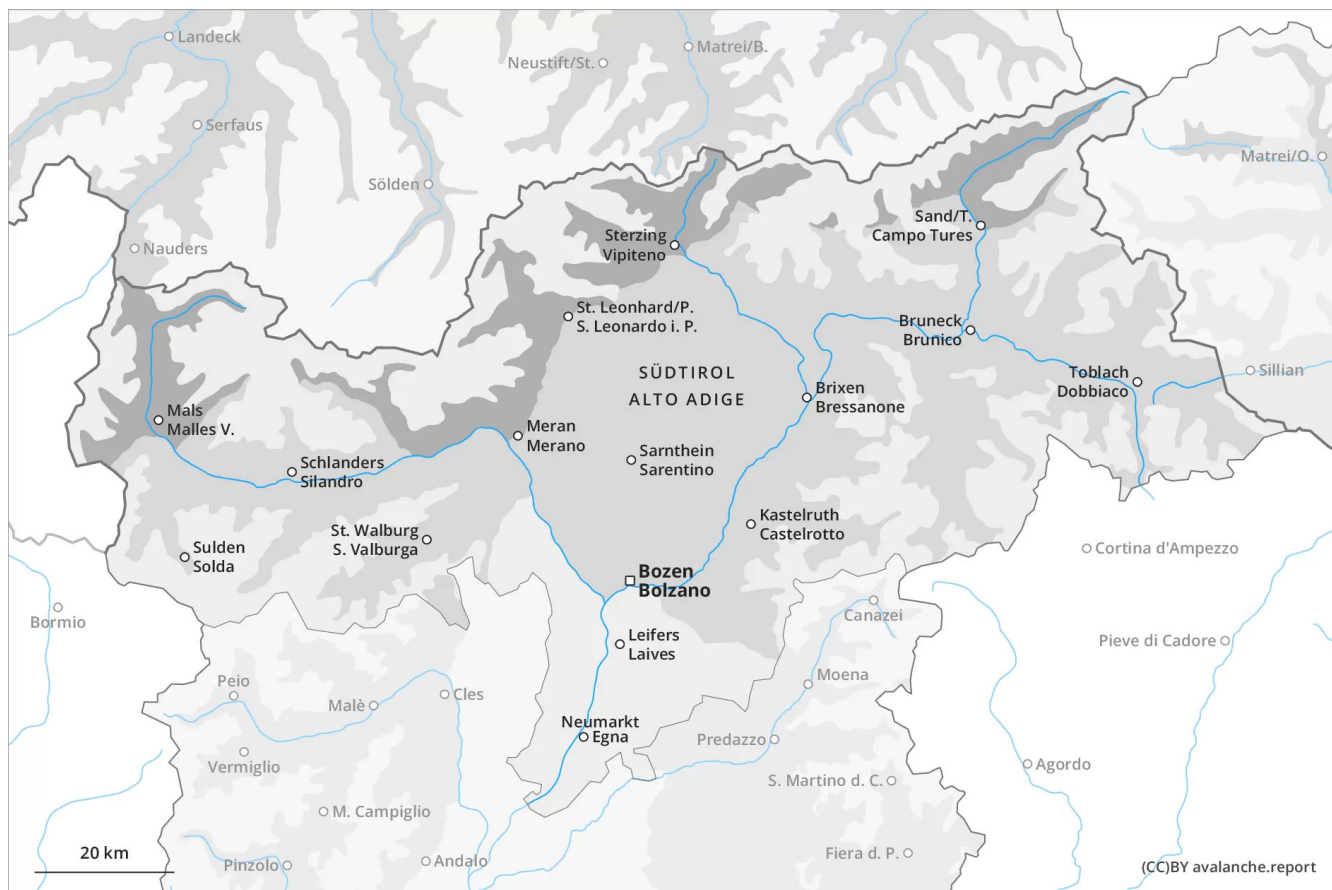 Landeck
Matrei/B.
Neustift/St.
Serfaus
Matrei/O.
Sölden
Sand/T.
Campo Tures
Nauders
Sterzing
Vipiteno
St. Leonhard/P.
S. Leonardo i. P.
Bruneck
Brunico
SÜDTIROL
ALTO ADIGE
Toblach
Dobbiaco
Sillian
Brixen
Bressanone
Mals
Malles V.
Meran
Merano
Sarnthein
Sarentino
Schlanders
Silandro
Kastelruth
Castelrotto
St. Walburg
S. Valburga
Sulden
Solda
Cortina d'Ampezzo
Bozen
Bolzano
Bormio
Canazei
Leifers
Laives
Pieve di Cadore
Peio
Moena
Malè
Cles
Neumarkt
Egna
Predazzo
Vermiglio
Agordo
S. Martino d. C.
M. Campiglio
20 km
Pinzolo
Andalo
Fiera d. P.
(CC)BY avalanche.report